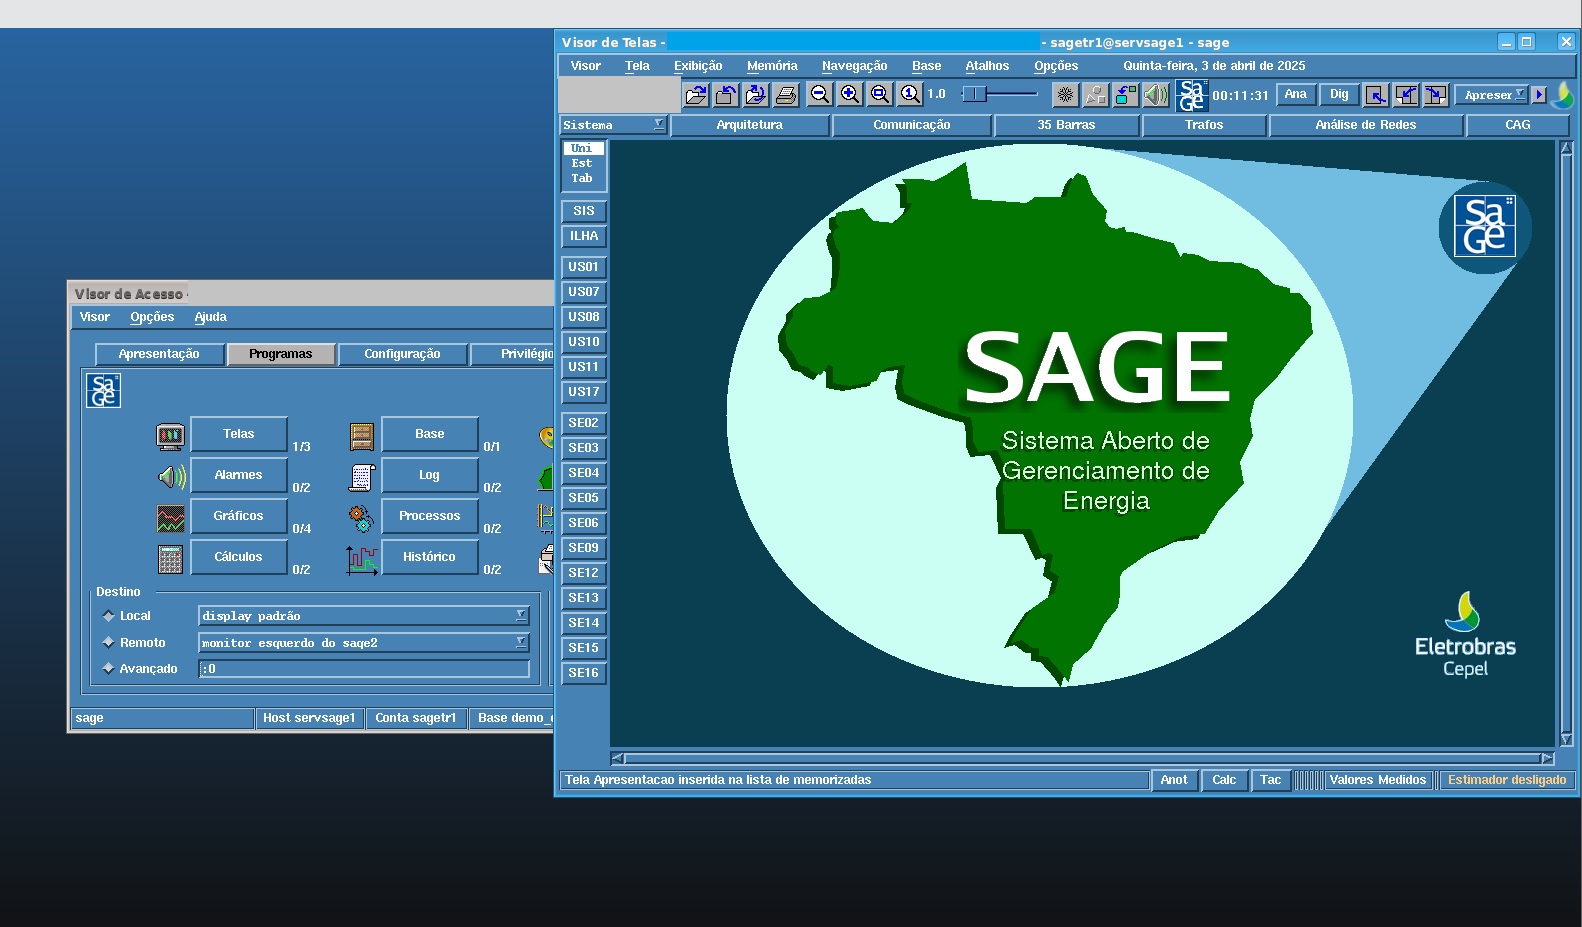 Visor de Telas - - sagetr1@servsage1 - sage
Visor Tela Exibição Memória Navegação Base Atalhos Opções Quinta-feira, 3 de abril de 2025
1.0 SaGe 00:11:31 Ana Dig Apreser
Sistema Arquitetura Comunicação 35 Barras Trafos Análise de Redes CAG
Uni
Est
Tab
SIS
ILHA
US01
US07
US08
US10
US11
US17
SE02
SE03
SE04
SE05
SE06
SE09
SE12
SE13
SE14
SE15
SE16
SaGe
SAGE
Sistema Aberto de
Gerenciamento de
Energia
Eletrobras
Cepel
Tela Apresentacao inserida na lista de memorizadas Anot Calc Tac Valores Medidos Estimador desligado
Visor de Acesso
Visor Opções Ajuda
Apresentação Programas Configuração Privilégio
SaGe
Telas 1/3 Base 0/1
Alarmes 0/2 Log 0/2
Gráficos 0/4 Processos 0/2
Cálculos 0/2 Histórico 0/2
Destino
Local display padrão
Remoto monitor esquerdo do sage2
Avançado :0
sage Host servsage1 Conta sagetr1 Base demo_